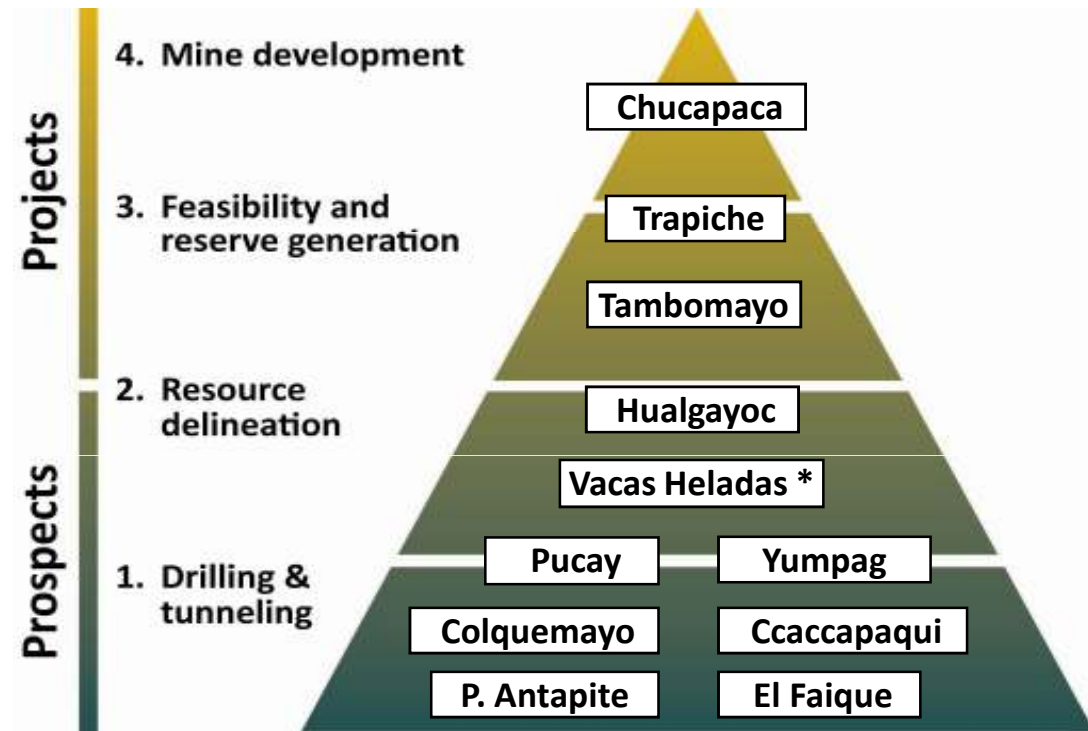 Projects
4. Mine development
Chucapaca
3. Feasibility and
reserve generation
Trapiche
Tambomayo
Prospects
2. Resource
delineation
Hualgayoc
Vacas Heladas *
1. Drilling &
tunneling
Pucay
Yumpag
Colquemayo
Ccaccapaqui
P. Antapite
El Faique